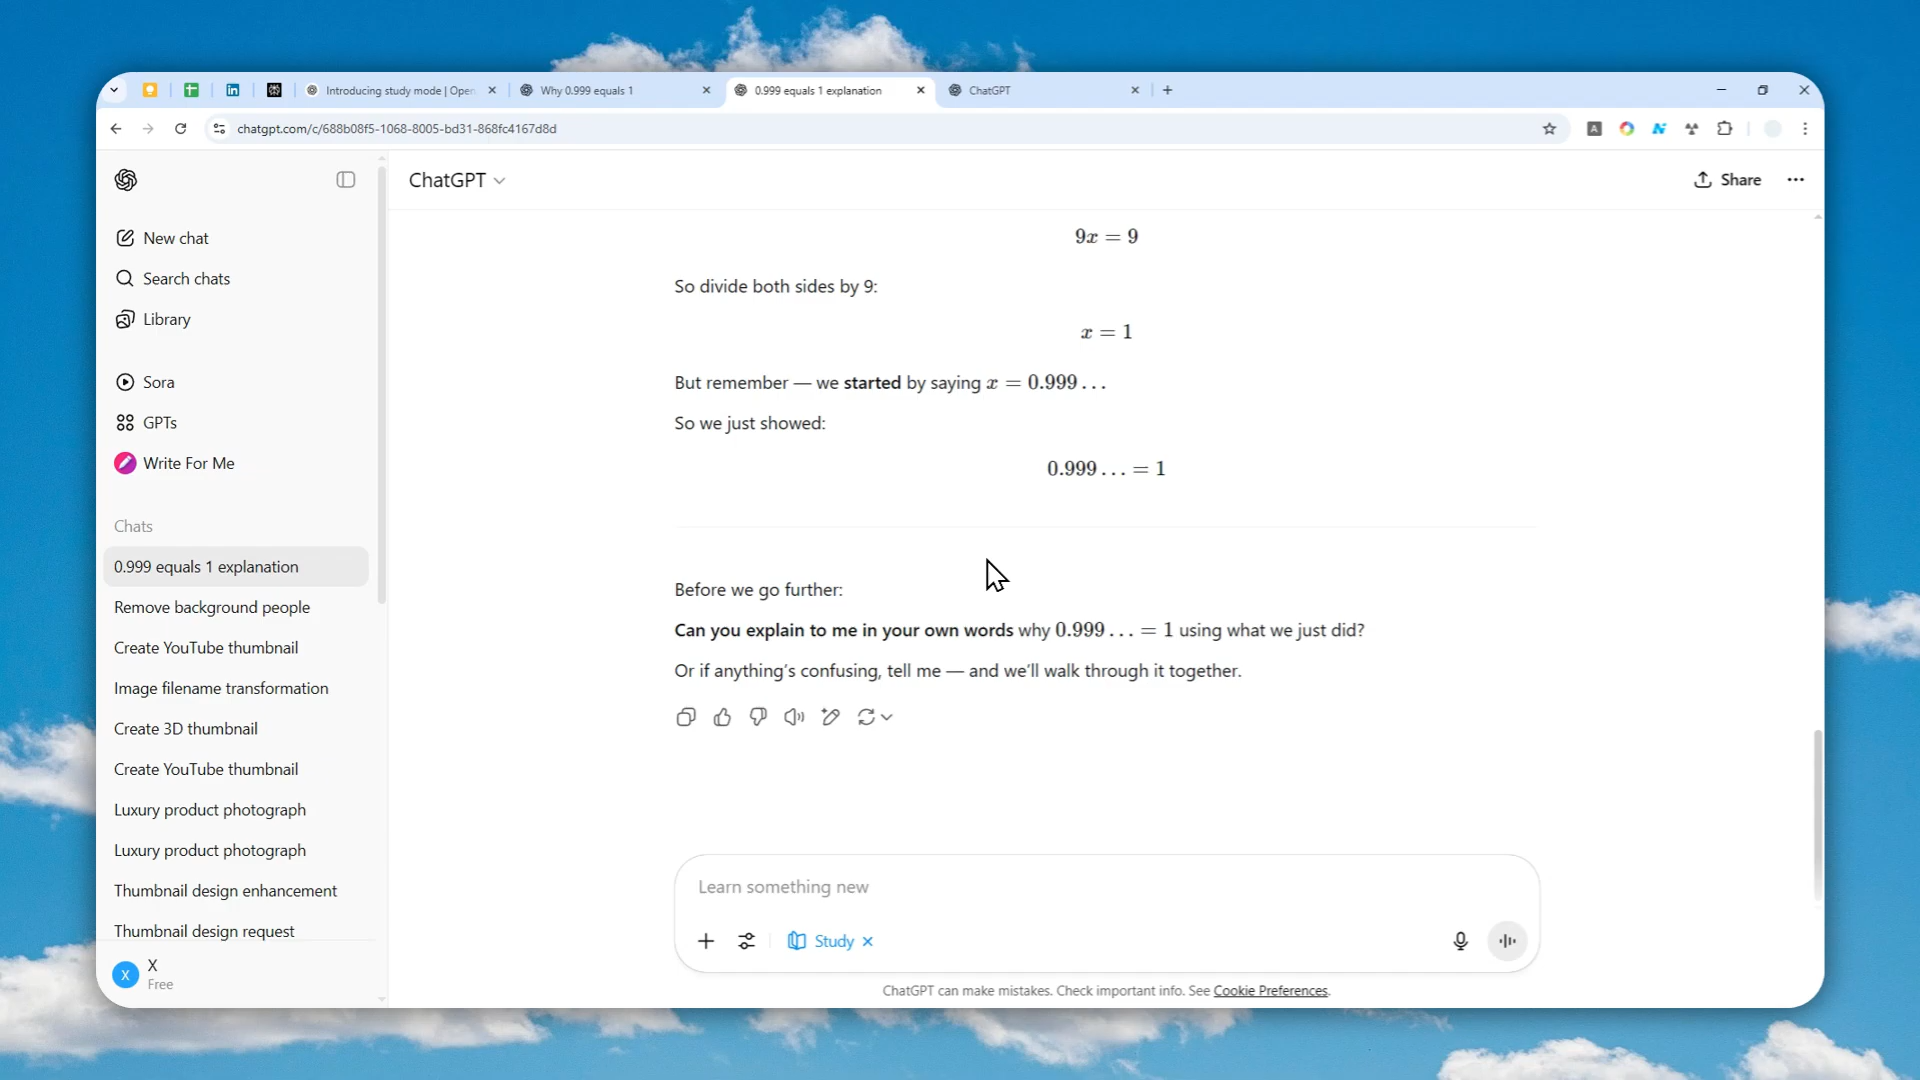 Introducing study mode | Open
Why 0.999 equals 1
0.999 equals 1 explanation
ChatGPT
chatgpt.com/c/688b08f5-1068-8005-bd31-868fc4167d8d
ChatGPT
Share
New chat
Search chats
Library
Sora
GPTs
Write For Me
Chats
0.999 equals 1 explanation
Remove background people
Create YouTube thumbnail
Image filename transformation
Create 3D thumbnail
Create YouTube thumbnail
Luxury product photograph
Luxury product photograph
Thumbnail design enhancement
Thumbnail design request
X
X
Free
9x = 9
So divide both sides by 9:
x = 1
But remember — we started by saying x = 0.999...
So we just showed:
0.999... = 1
Before we go further:
Can you explain to me in your own words why 0.999... = 1 using what we just did?
Or if anything's confusing, tell me — and we'll walk through it together.
Learn something new
Study
ChatGPT can make mistakes. Check important info. See Cookie Preferences.